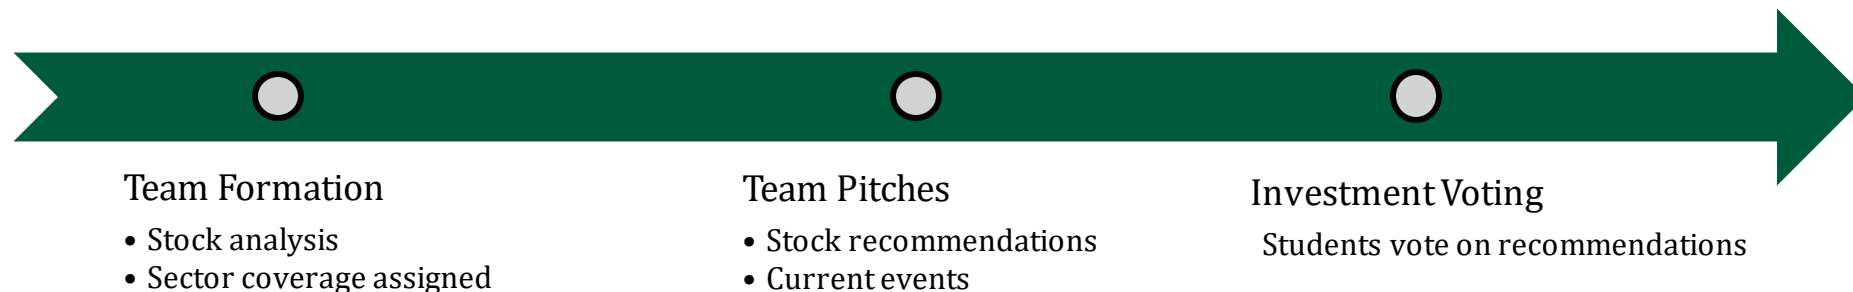 Team Formation
• Stock analysis
• Sector coverage assigned
Team Pitches
• Stock recommendations
• Current events
Investment Voting
Students vote on recommendations